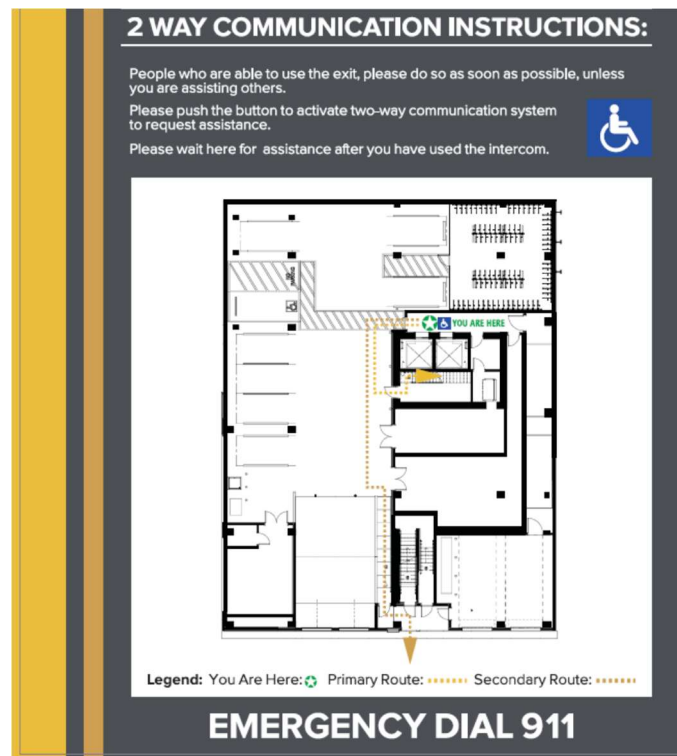 2 WAY COMMUNICATION INSTRUCTIONS:
People who are able to use the exit, please do so as soon as possible, unless
you are assisting others.
Please push the button to activate two-way communication system
to request assistance.
Please wait here for assistance after you have used the intercom.
YOU ARE HERE
Legend: You Are Here: Primary Route: Secondary Route:
EMERGENCY DIAL 911